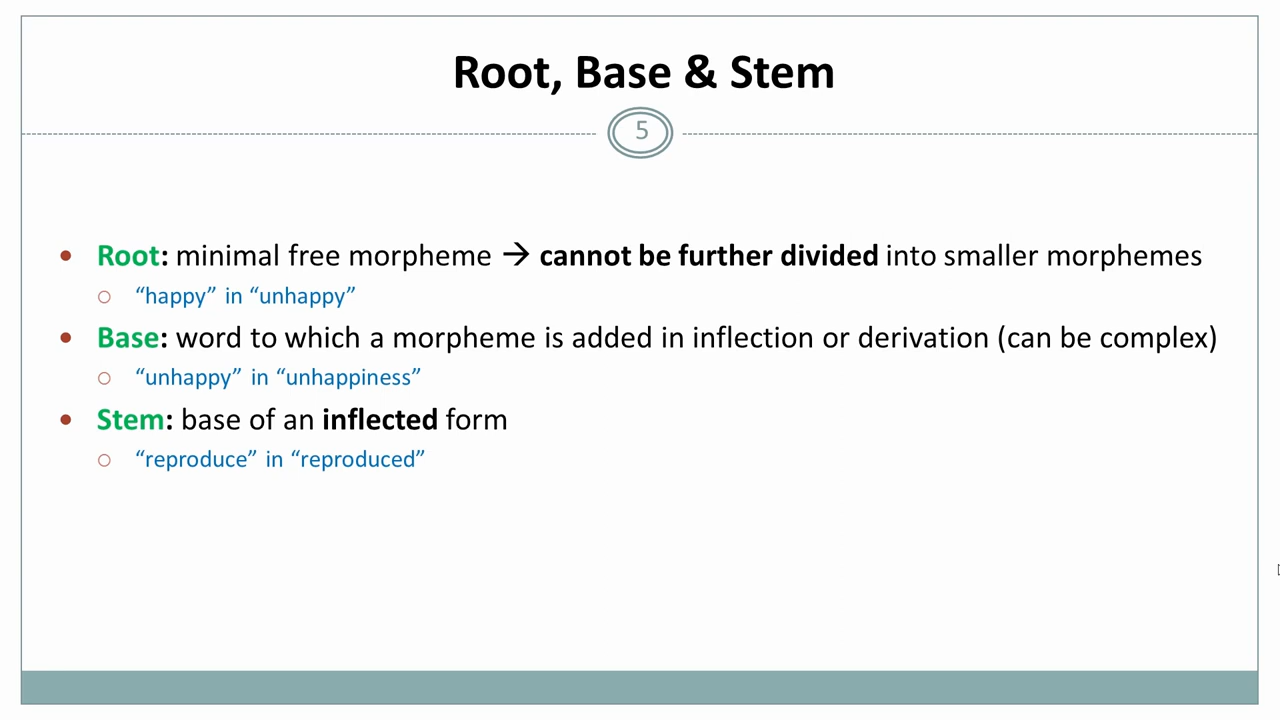 Root, Base & Stem
5
• Root: minimal free morpheme → cannot be further divided into smaller morphemes
○ “happy” in “unhappy”
• Base: word to which a morpheme is added in inflection or derivation (can be complex)
○ “unhappy” in “unhappiness”
• Stem: base of an inflected form
○ “reproduce” in “reproduced”